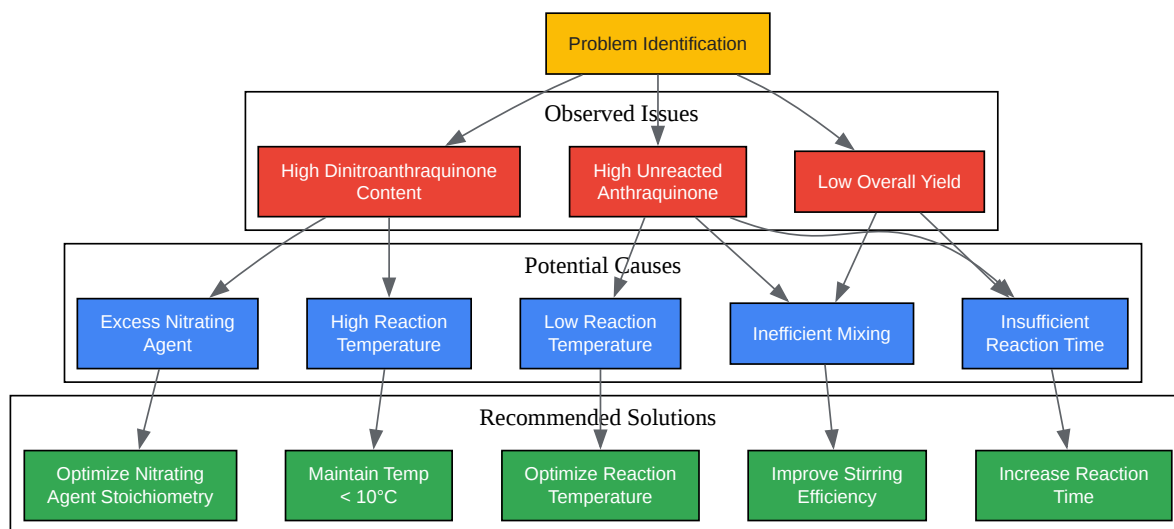 Problem Identification
Observed Issues
High Dinitroanthraquinone
Content
High Unreacted
Anthraquinone
Low Overall Yield
Potential Causes
Excess Nitrating
Agent
High Reaction
Temperature
Low Reaction
Temperature
Inefficient Mixing
Insufficient
Reaction Time
Recommended Solutions
Optimize Nitrating
Agent Stoichiometry
Maintain Temp
< 10°C
Optimize Reaction
Temperature
Improve Stirring
Efficiency
Increase Reaction
Time